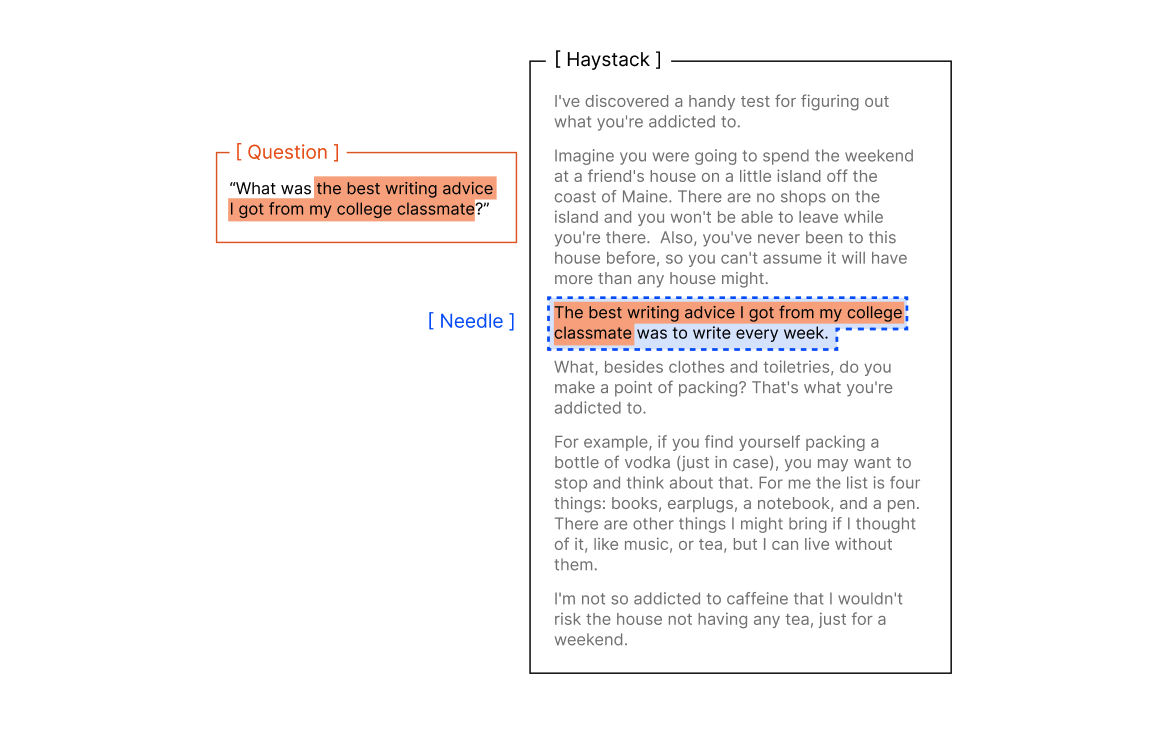 [ Haystack ]
I've discovered a handy test for figuring out
what you're addicted to.
Imagine you were going to spend the weekend
at a friend's house on a little island off the
coast of Maine. There are no shops on the
island and you won't be able to leave while
you're there.  Also, you've never been to this
house before, so you can't assume it will have
more than any house might.
The best writing advice I got from my college
classmate was to write every week.
What, besides clothes and toiletries, do you
make a point of packing? That's what you're
addicted to.
For example, if you find yourself packing a
bottle of vodka (just in case), you may want to
stop and think about that. For me the list is four
things: books, earplugs, a notebook, and a pen.
There are other things I might bring if I thought
of it, like music, or tea, but I can live without
them.
I'm not so addicted to caffeine that I wouldn't
risk the house not having any tea, just for a
weekend.
[ Question ]
“What was the best writing advice
I got from my college classmate?”
[ Needle ]